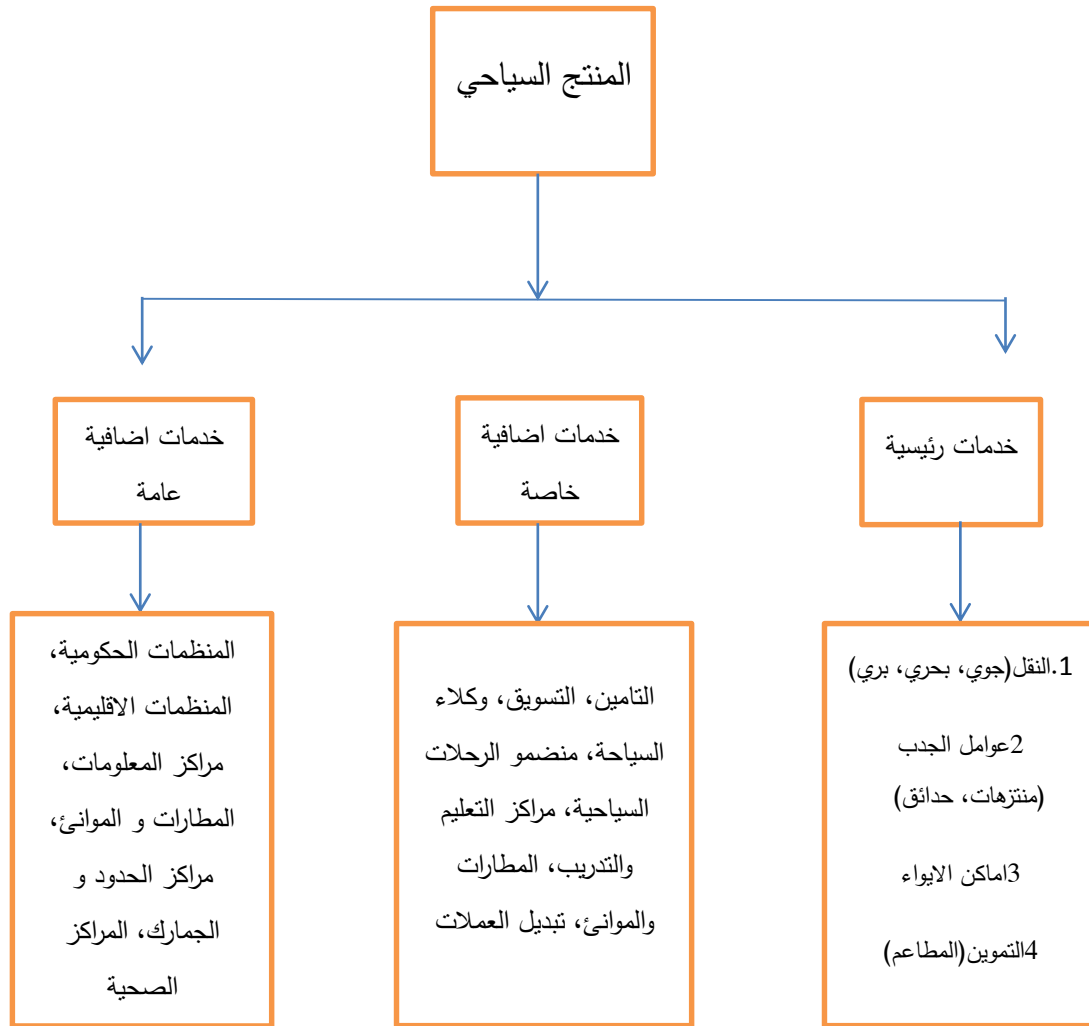 المنتج السياحي
خدمات رئيسية
خدمات اضافية
خاصة
خدمات اضافية
عامة
1.النقل(جوي، بحري، بري)
2عوامل الجدب
(منتزهات، حدائق)
3اماكن الايواء
4التموين(المطاعم)
التامين، التسويق، وكلاء
السياحة، منضمو الرحلات
السياحية، مراكز التعليم
والتدريب، المطارات
والموانئ، تبديل العملات
المنظمات الحكومية،
المنظمات الاقليمية،
مراكز المعلومات،
المطارات و الموانئ،
مراكز الحدود و
الجمارك، المراكز
الصحية